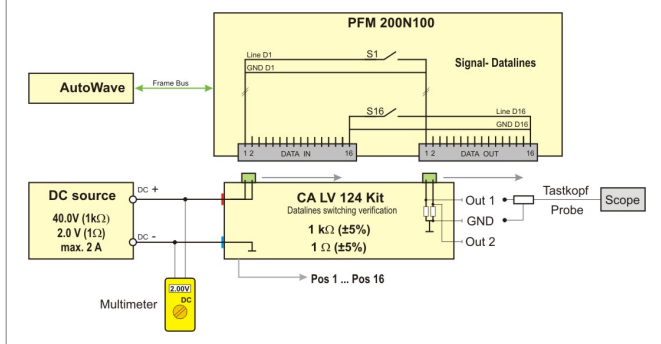 PFM 200N100
Line D1
S1
GND D1
Signal- Datalines
AutoWave
Frame Bus
S16
Line D16
GND D16
1 2
DATA IN
16
1 2
DATA OUT
16
DC source
40.0V (1kΩ)
2.0 V (1Ω)
max. 2 A
DC +
DC -
CA LV 124 Kit
Datalines switching verification
1 kΩ (±5%)
1 Ω (±5%)
Out 1
GND
Out 2
Tastkopf
Probe
Scope
Pos 1 ... Pos 16
2.00V
DC
Multimeter